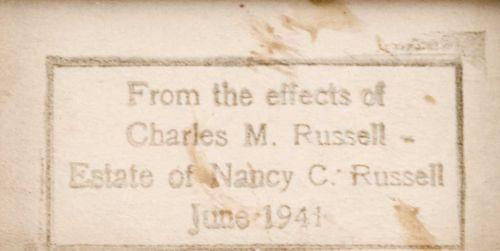 From the effects of
Charles M. Russell -
Estate of Nancy C. Russell
June 1941